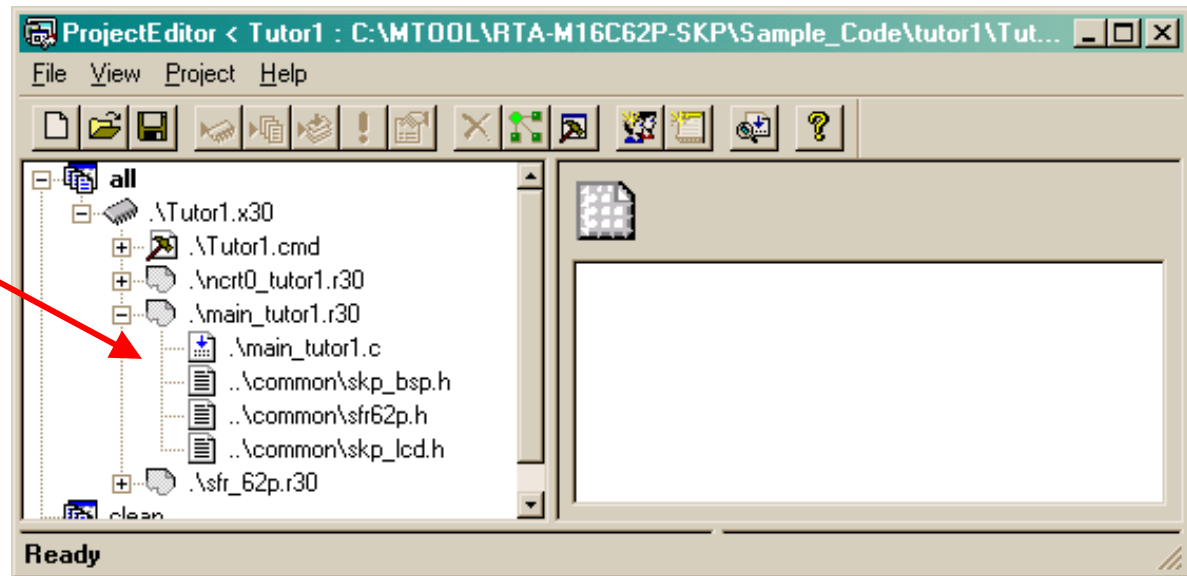 ProjectEditor < Tutor1 : C:\MTOOL\RTA-M16C62P-SKP\Sample_Code\tutor1\Tut...
File View Project Help
all
.\Tutor1.x30
.\Tutor1.cmd
.\ncrt0_tutor1.r30
.\main_tutor1.r30
.\main_tutor1.c
..\common\skp_bsp.h
..\common\sfr62p.h
..\common\skp_lcd.h
.\sfr_62p.r30
clean
Ready